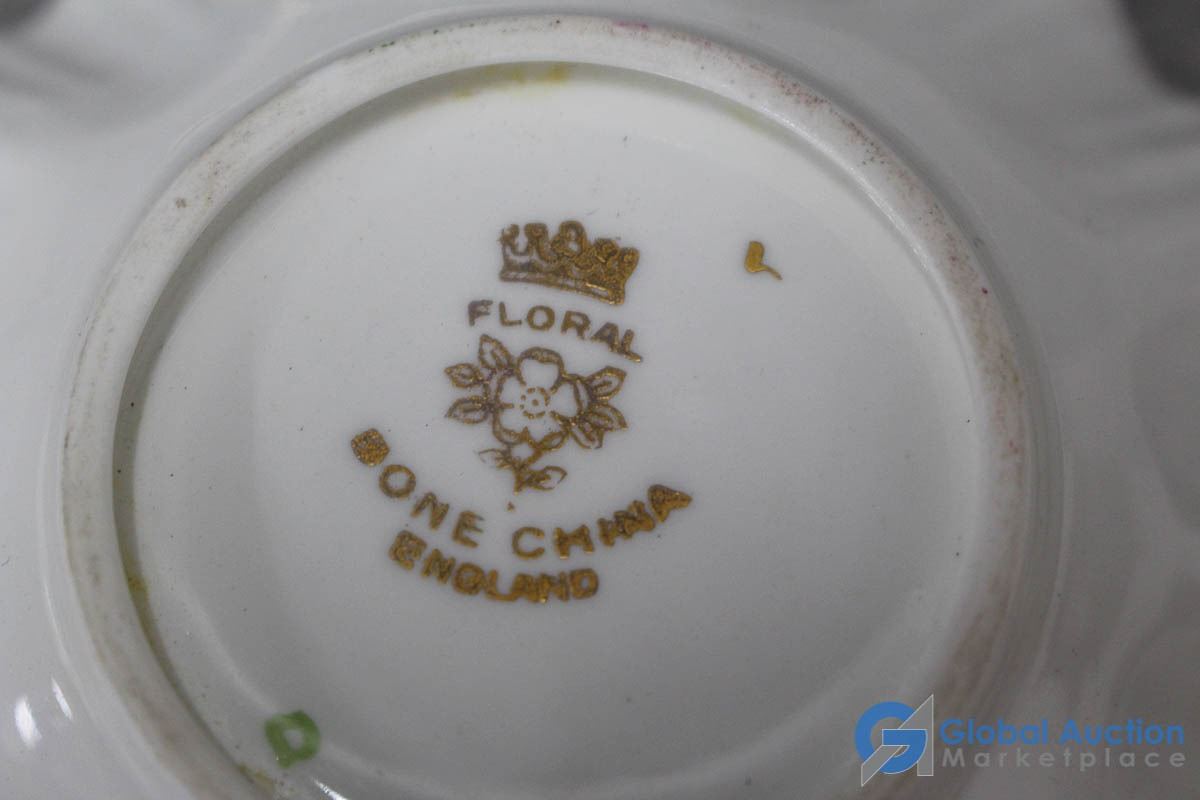 FLORAL
BONE CHINA
ENGLAND
D
Global Auction
Marketplace